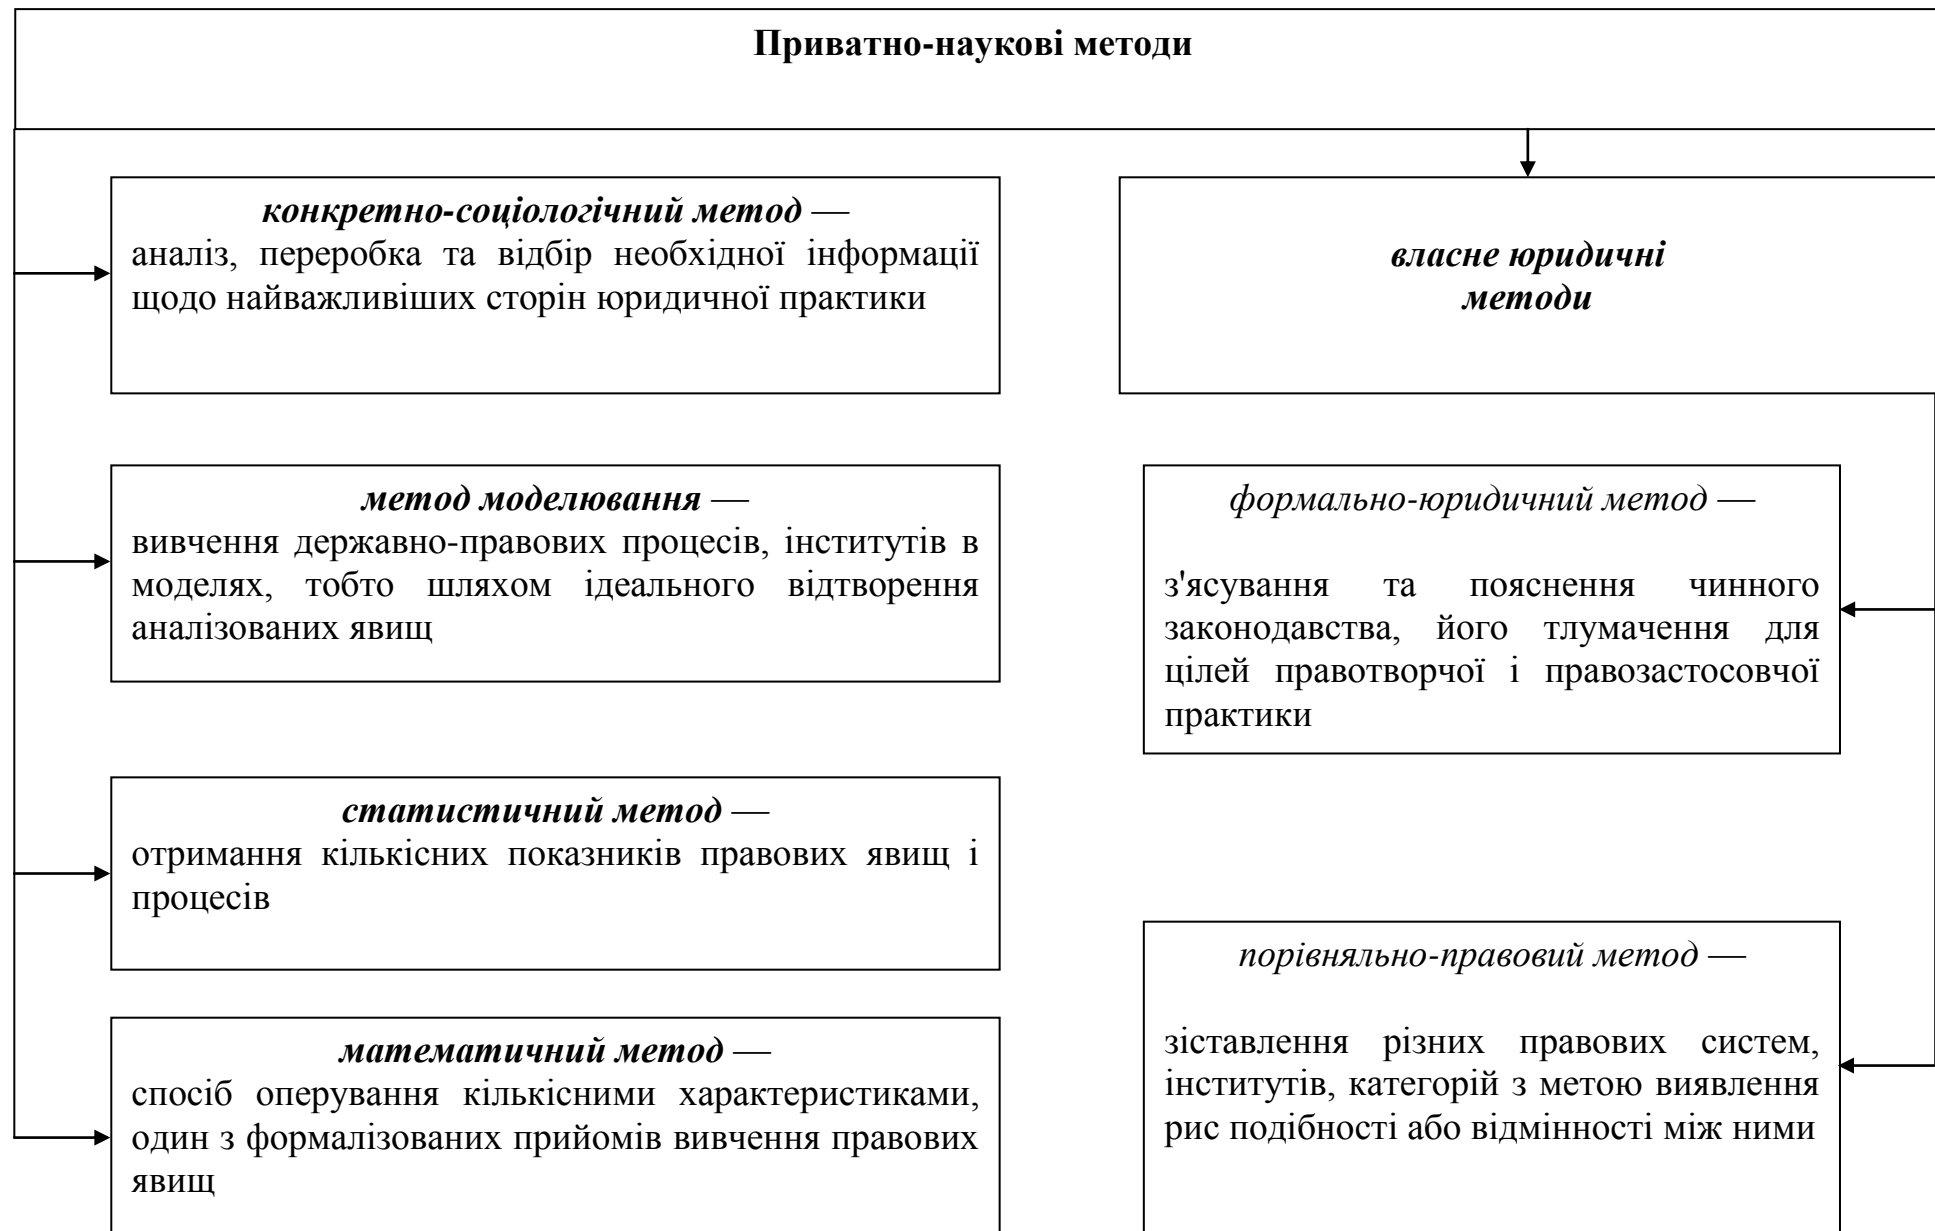 Приватно-наукові методи
конкретно-соціологічний метод —
аналіз, переробка та відбір необхідної інформації
щодо найважливіших сторін юридичної практики
метод моделювання —
вивчення державно-правових процесів, інститутів в
моделях, тобто шляхом ідеального відтворення
аналізованих явищ
статистичний метод —
отримання кількісних показників правових явищ і
процесів
математичний метод —
спосіб оперування кількісними характеристиками,
один з формалізованих прийомів вивчення правових
явищ
власне юридичні
методи
формально-юридичний метод —
з'ясування та пояснення чинного
законодавства, його тлумачення для
цілей правотворчої і правозастосовчої
практики
порівняльно-правовий метод —
зіставлення різних правових систем,
інститутів, категорій з метою виявлення
рис подібності або відмінності між ними